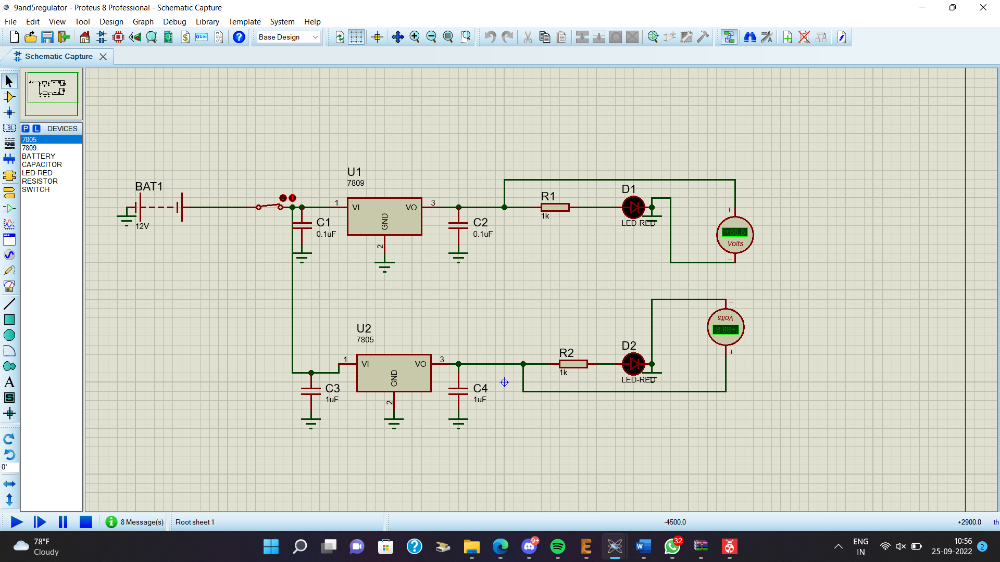 9and5regulator - Proteus 8 Professional - Schematic Capture
File Edit View Tool Design Graph Debug Library Template System Help
Base Design
Schematic Capture
P L DEVICES
7805
7809
BATTERY
CAPACITOR
LED-RED
RESISTOR
SWITCH
LBL
A
S
0°
BAT1
12V
U1
7809
1
VI
VO
3
GND
2
C1
0.1uF
C2
0.1uF
R1
1k
D1
LED-RED
+
+88.8
Volts
−
U2
7805
1
VI
VO
3
GND
2
C3
1uF
C4
1uF
R2
1k
D2
LED-RED
−
Volts
+88.8
+
8 Message(s)
Root sheet 1
-4500.0
+2900.0
th
78°F
Cloudy
9+
32
ENG
IN
10:56
25-09-2022
2